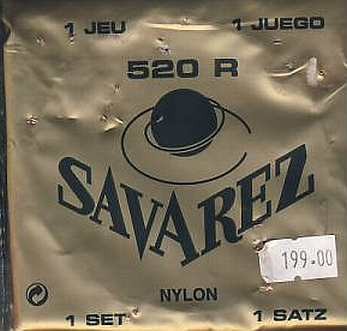 1 JEU 1 JUEGO
520 R
SAVAREZ
199.00
NYLON
1 SET 1 SATZ